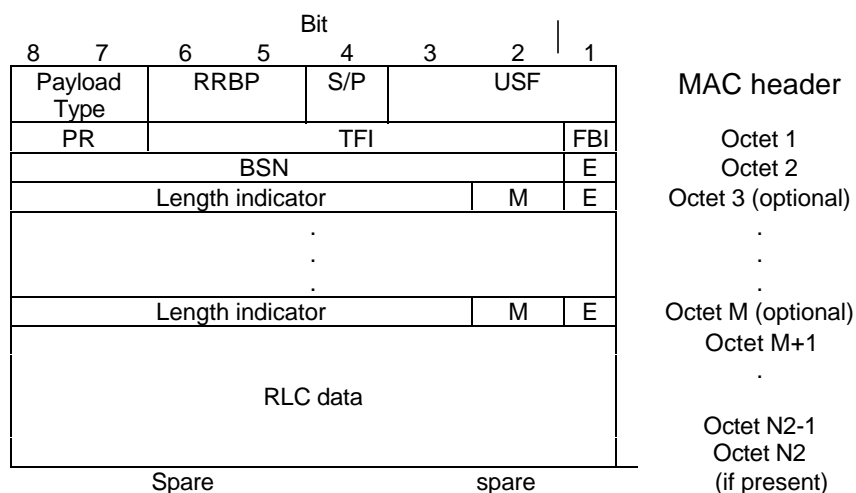 Bit
8 7 6 5 4 3 2 1
Payload Type RRBP S/P USF MAC header
PR TFI FBI Octet 1
BSN E Octet 2
Length indicator M E Octet 3 (optional)
. .
. .
. .
Length indicator M E Octet M (optional)
Octet M+1
.
RLC data
Octet N2-1
Octet N2
Spare spare (if present)